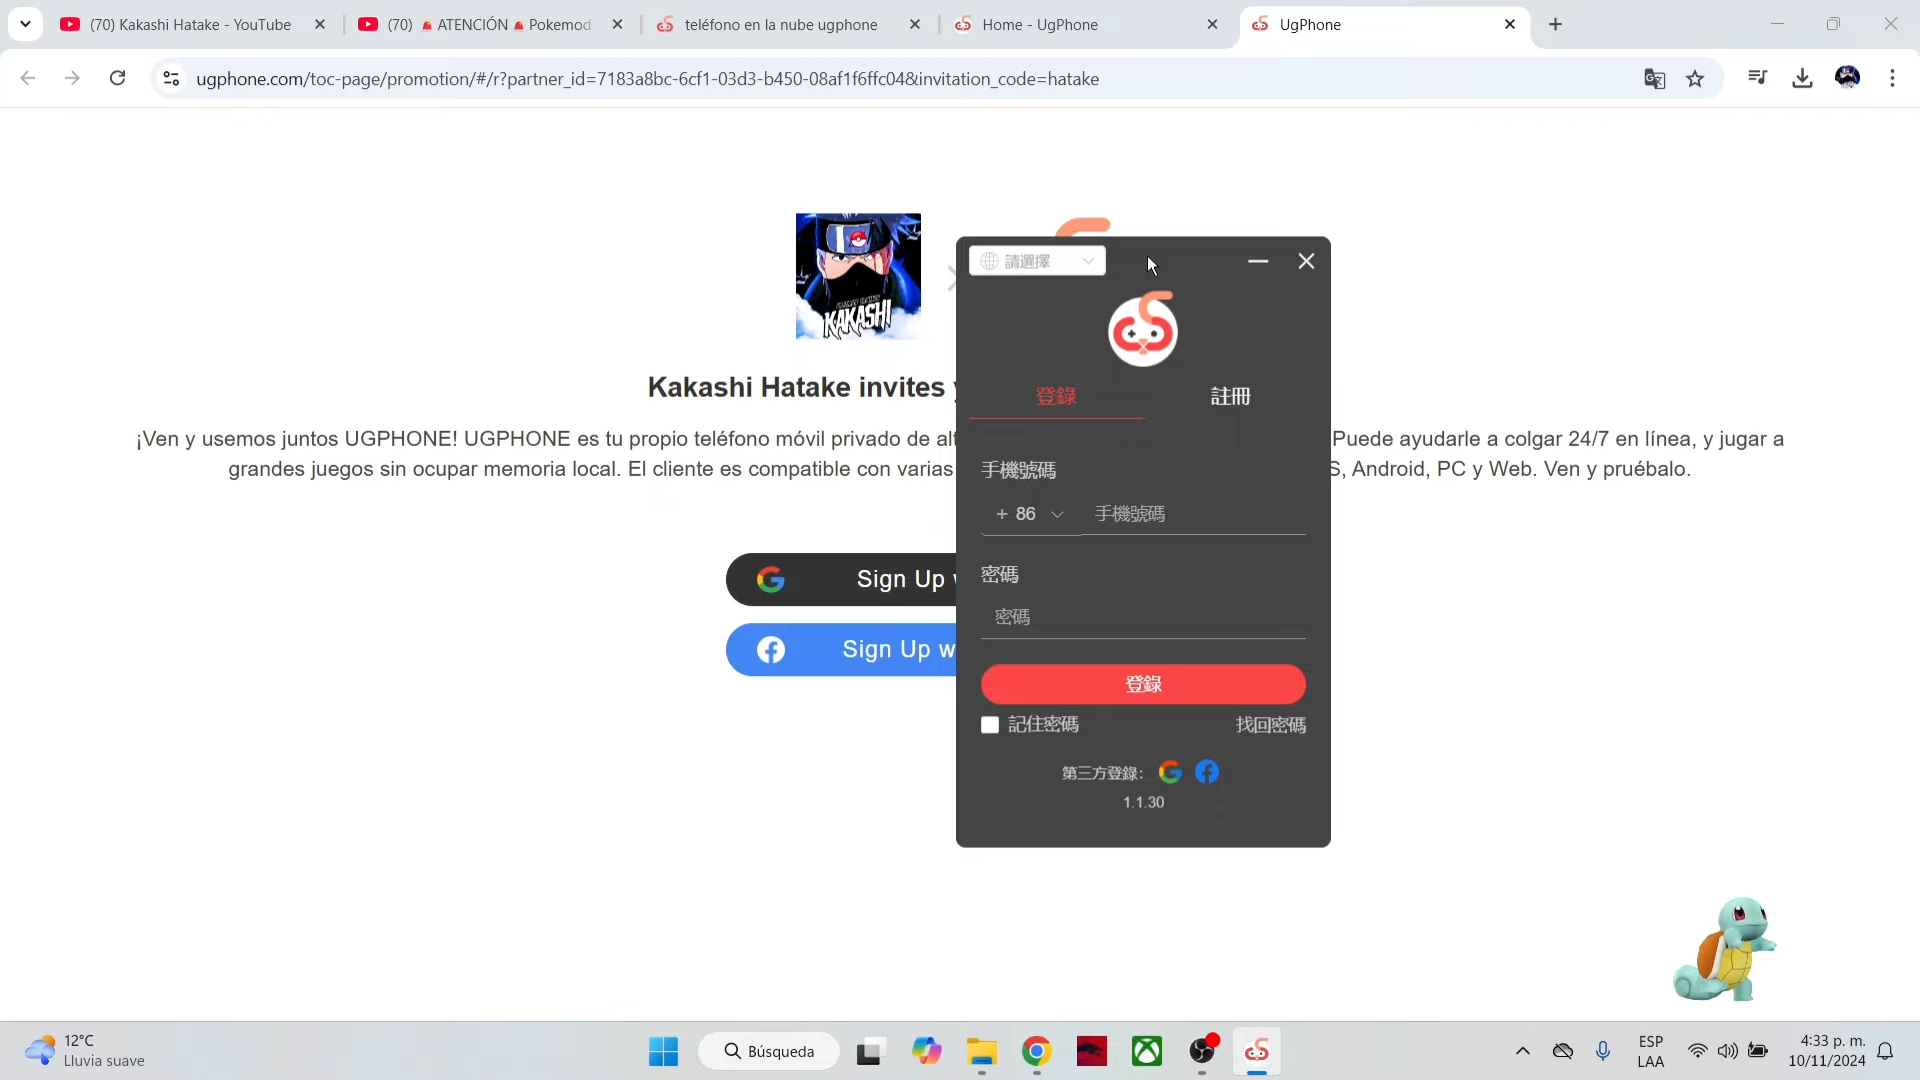 (70) Kakashi Hatake - YouTube
(70) 🚨 ATENCIÓN 🚨 Pokemod
teléfono en la nube ugphone
Home - UgPhone
UgPhone
ugphone.com/toc-page/promotion/#/r?partner_id=7183a8bc-6cf1-03d3-b450-08af1f6ffc04&invitation_code=hatake
KAKASHI
Kakashi Hatake invites
¡Ven y usemos juntos UGPHONE! UGPHONE es tu propio teléfono móvil privado de al
Puede ayudarle a colgar 24/7 en línea, y jugar a
grandes juegos sin ocupar memoria local. El cliente es compatible con varias
S, Android, PC y Web. Ven y pruébalo.
Sign Up
Sign Up w
請選擇
登錄
註冊
手機號碼
+ 86
手機號碼
密碼
密碼
登錄
記住密碼
找回密碼
第三方登錄:
1.1.30
12°C
Lluvia suave
Búsqueda
ESP
LAA
4:33 p. m.
10/11/2024